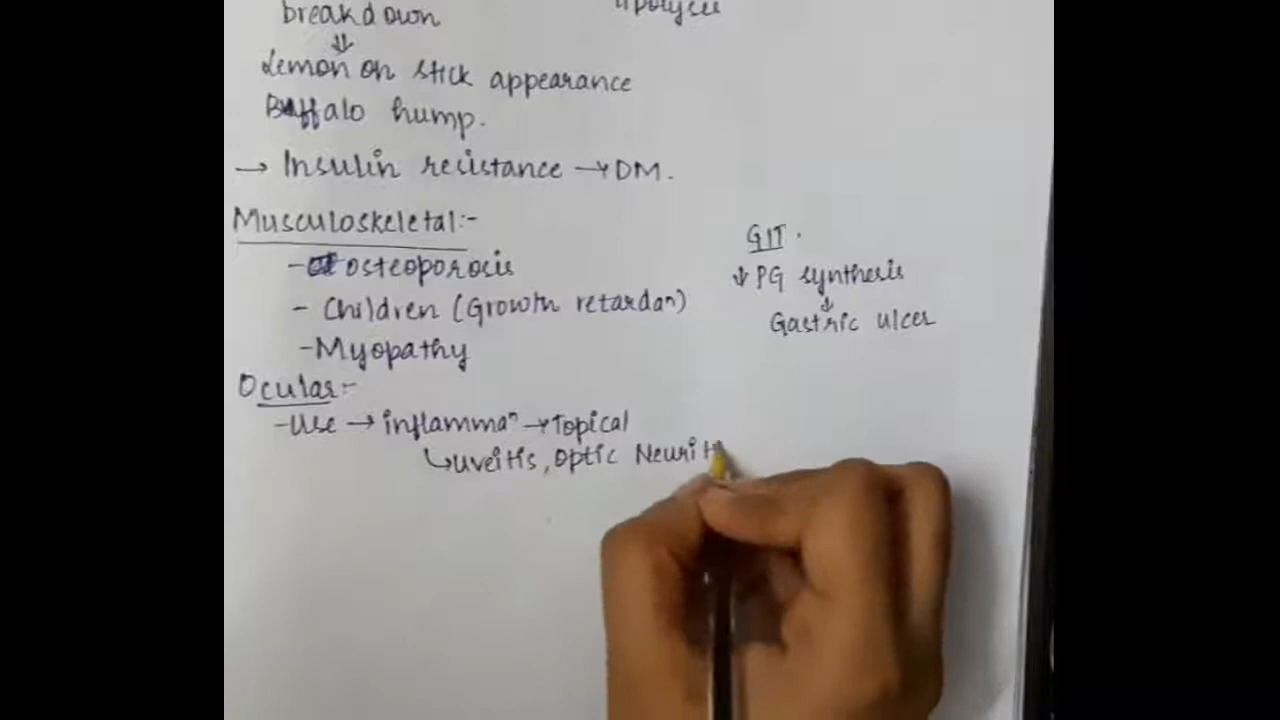 breakdown
⇓
Lemon on stick appearance
Buffalo hump.
→ Insulin resistance → DM.
Musculoskeletal:-
- osteoporosis
- Children (Growth retardaⁿ)
- Myopathy
GIT.
↓ PG synthesis
↓
Gastric ulcer
Ocular:-
- Use → inflammaⁿ → Topical
↳ Uveitis, Optic Neurit